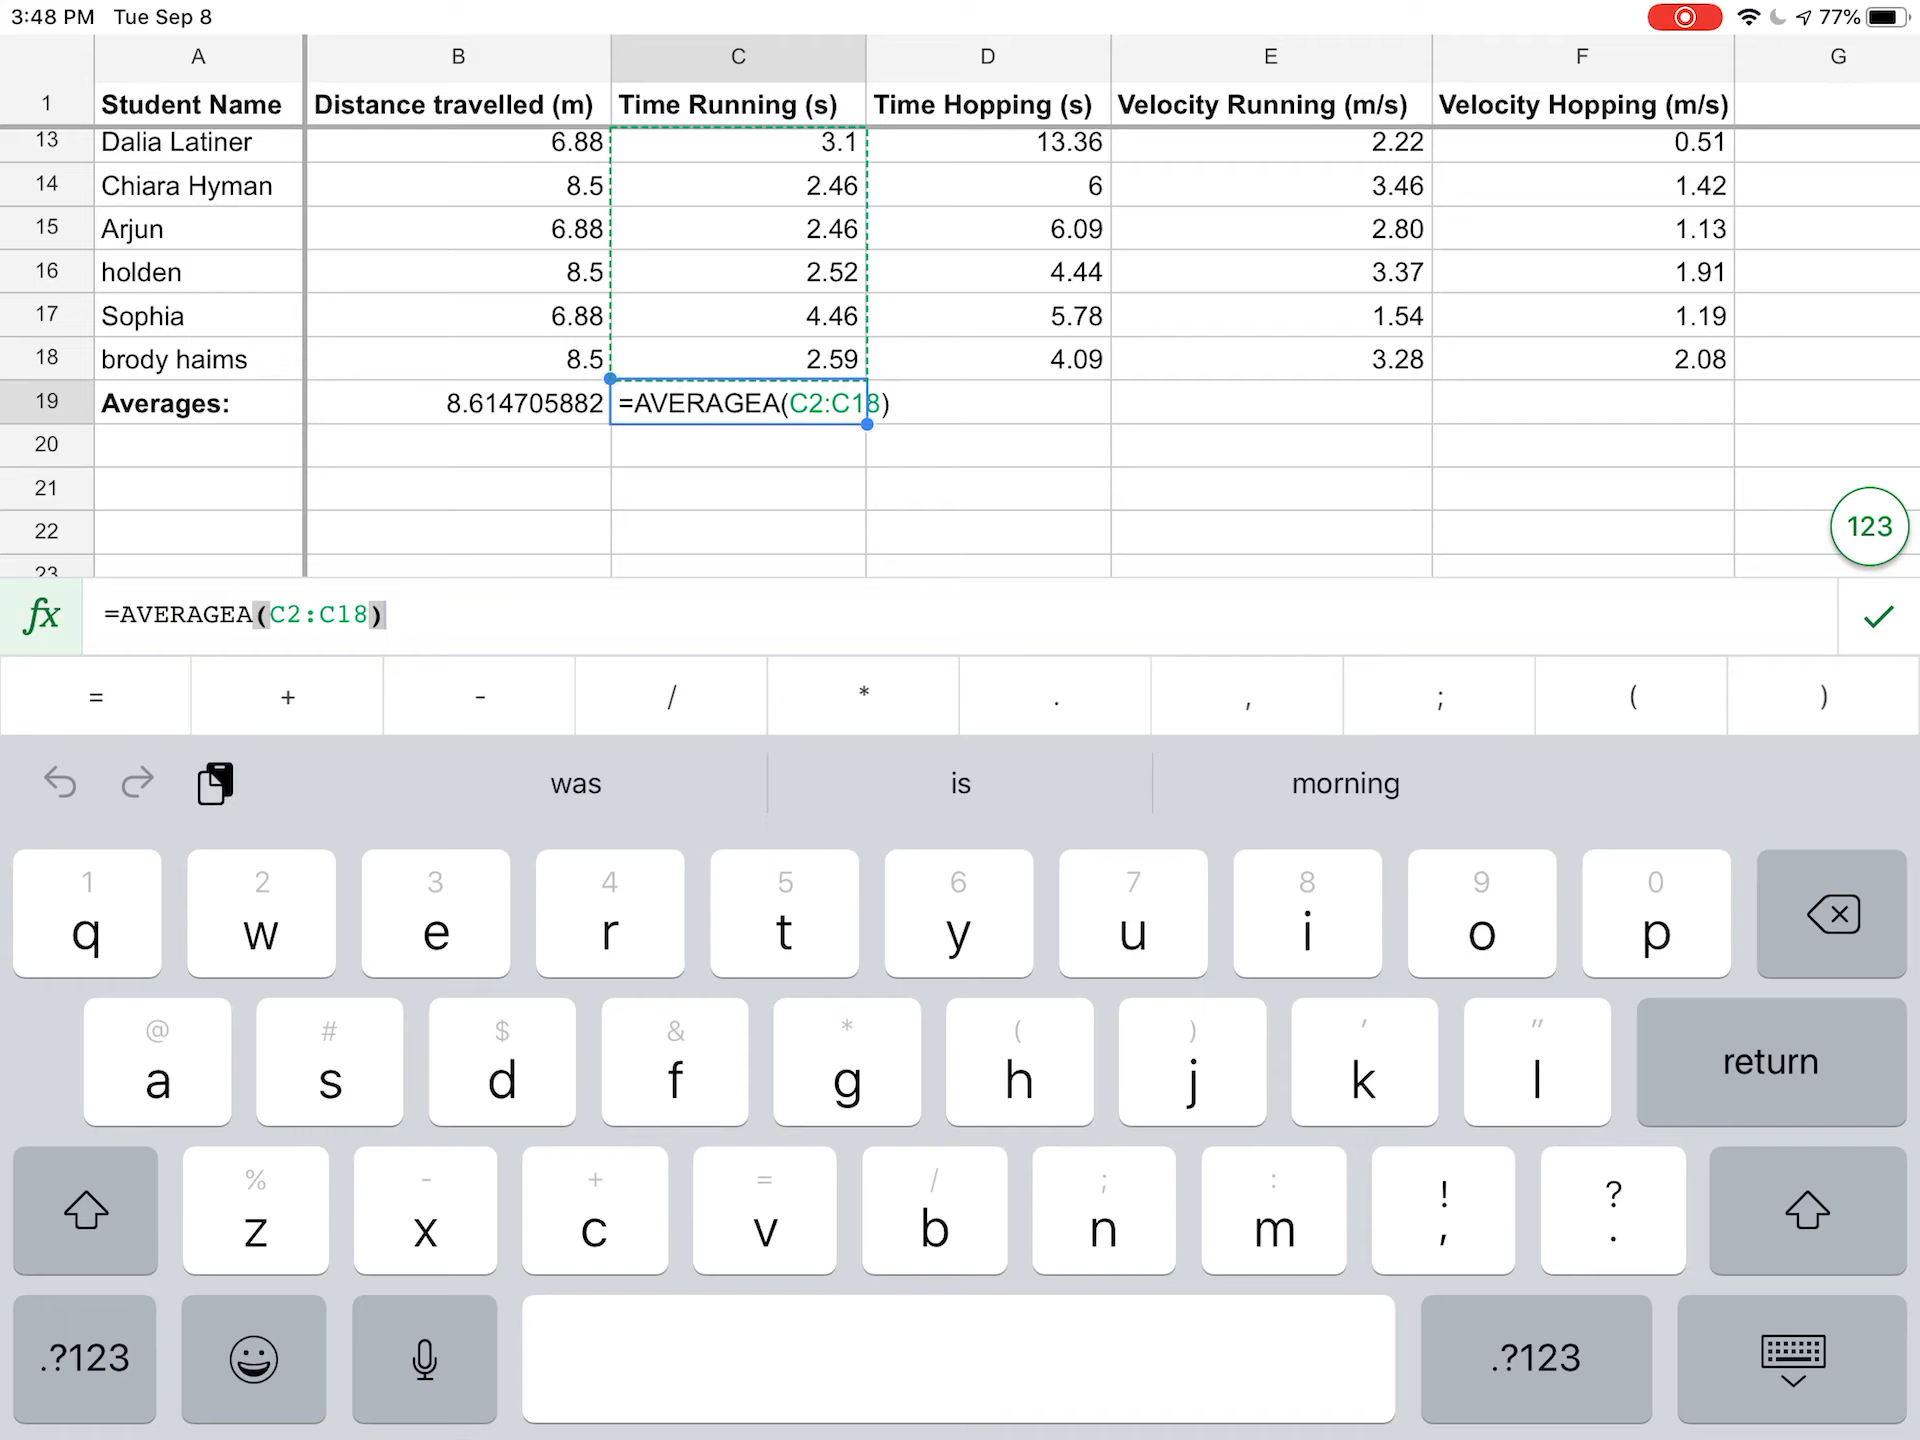 3:48 PM Tue Sep 8 77%
A B C D E F G
1 Student Name Distance travelled (m) Time Running (s) Time Hopping (s) Velocity Running (m/s) Velocity Hopping (m/s)
13 Dalia Latiner 6.88 3.1 13.36 2.22 0.51
14 Chiara Hyman 8.5 2.46 6 3.46 1.42
15 Arjun 6.88 2.46 6.09 2.80 1.13
16 holden 8.5 2.52 4.44 3.37 1.91
17 Sophia 6.88 4.46 5.78 1.54 1.19
18 brody haims 8.5 2.59 4.09 3.28 2.08
19 Averages: 8.614705882 =AVERAGEA(C2:C18)
20
21
22
123
23
fx =AVERAGEA(C2:C18)
= + - / * . , ; ( )
was is morning
1 2 3 4 5 6 7 8 9 0
q w e r t y u i o p
@ # $ & * ( ) ' "
a s d f g h j k l return
% - + = / ; : ! ?
z x c v b n m , .
.?123 .?123